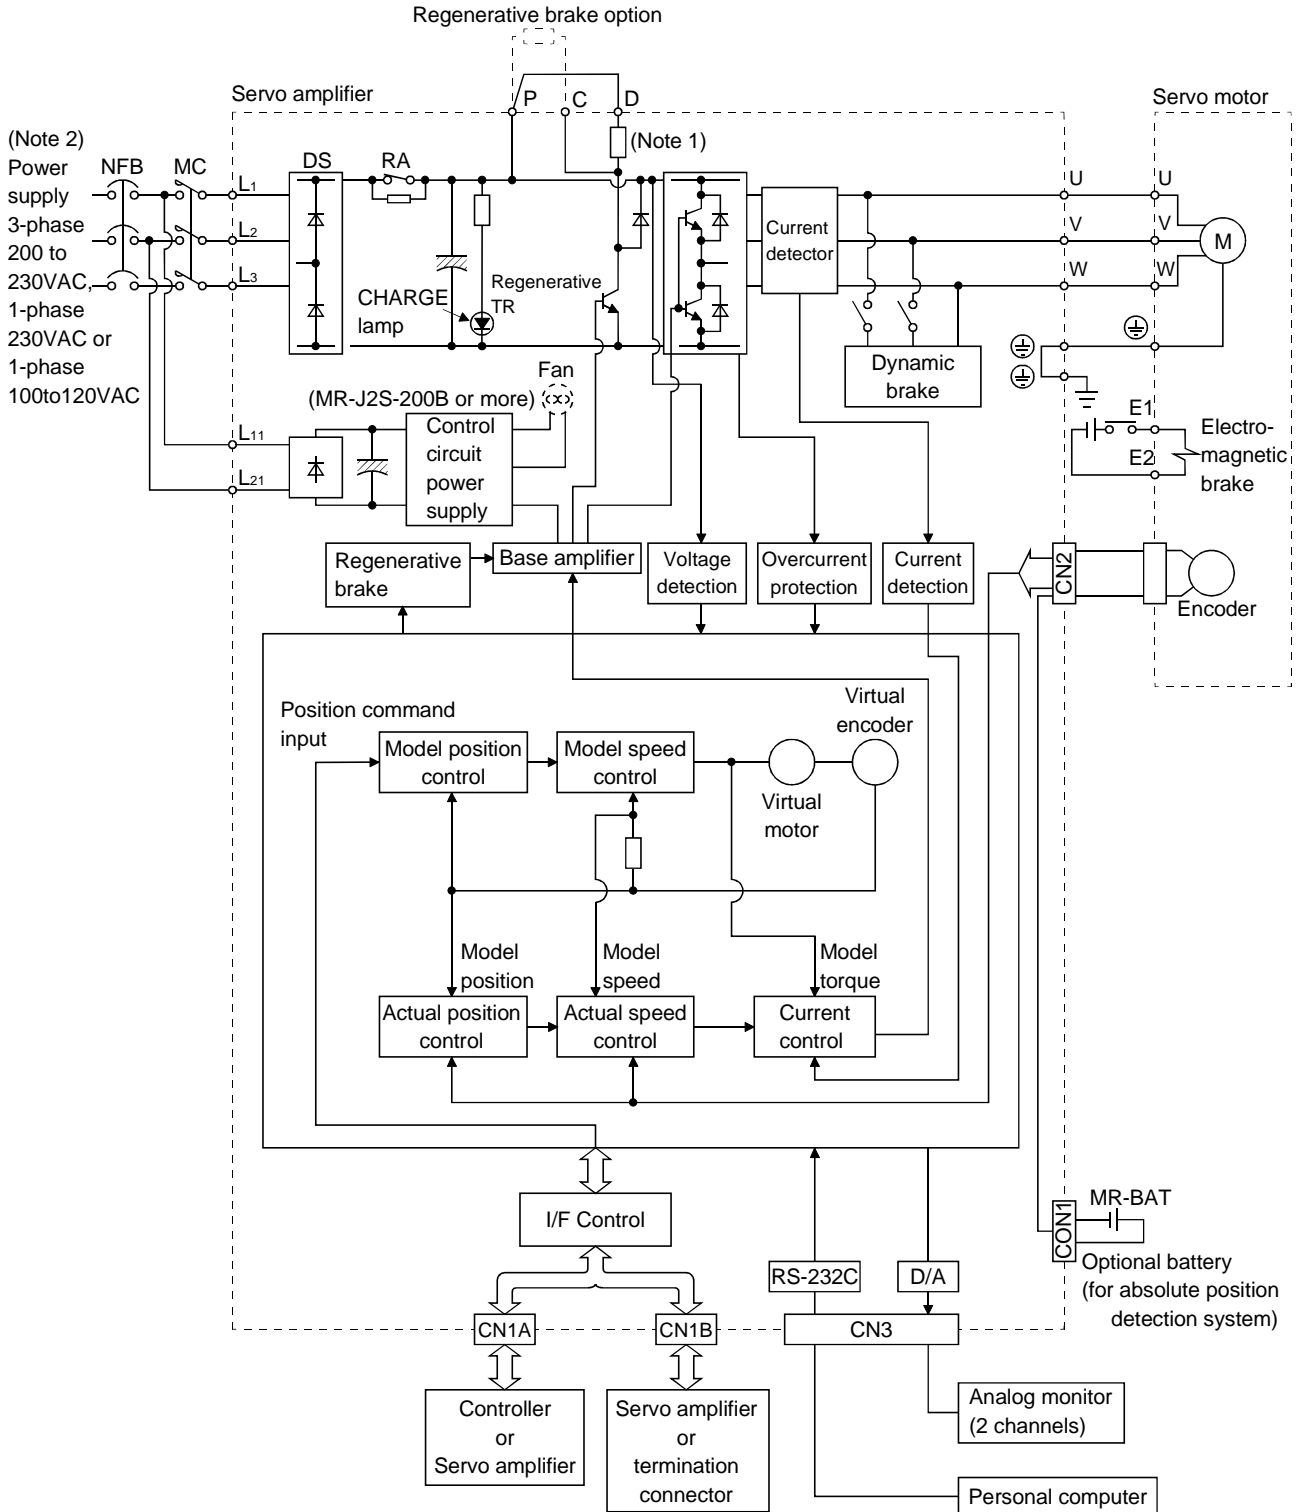 Regenerative brake option
Servo amplifier
P
C
D
Servo motor
(Note 2)
Power
supply
3-phase
200 to
230VAC,
1-phase
230VAC or
1-phase
100to120VAC
NFB
MC
DS
RA
(Note 1)
L1
L2
L3
U
V
W
U
V
W
M
Current
detector
CHARGE
lamp
Regenerative
TR
Dynamic
brake
Fan
(MR-J2S-200B or more)
L11
L21
Control
circuit
power
supply
E1
E2
Electro-
magnetic
brake
Regenerative
brake
Base amplifier
Voltage
detection
Overcurrent
protection
Current
detection
CN2
Encoder
Position command
input
Model position
control
Model speed
control
Virtual
motor
Virtual
encoder
Model
position
Model
speed
Model
torque
Actual position
control
Actual speed
control
Current
control
I/F Control
RS-232C
D/A
CON1
MR-BAT
Optional battery
(for absolute position
detection system)
CN1A
CN1B
CN3
Controller
or
Servo amplifier
Servo amplifier
or
termination
connector
Analog monitor
(2 channels)
Personal computer